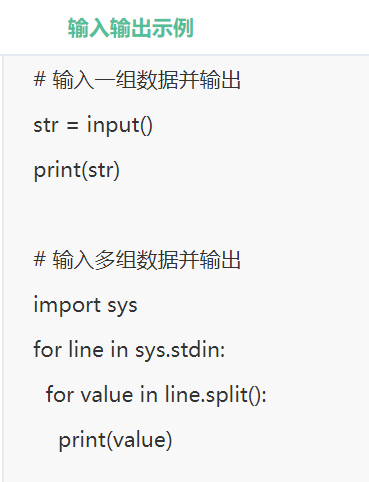 输入输出示例
# 输入一组数据并输出
str = input()
print(str)
# 输入多组数据并输出
import sys
for line in sys.stdin:
  for value in line.split():
    print(value)